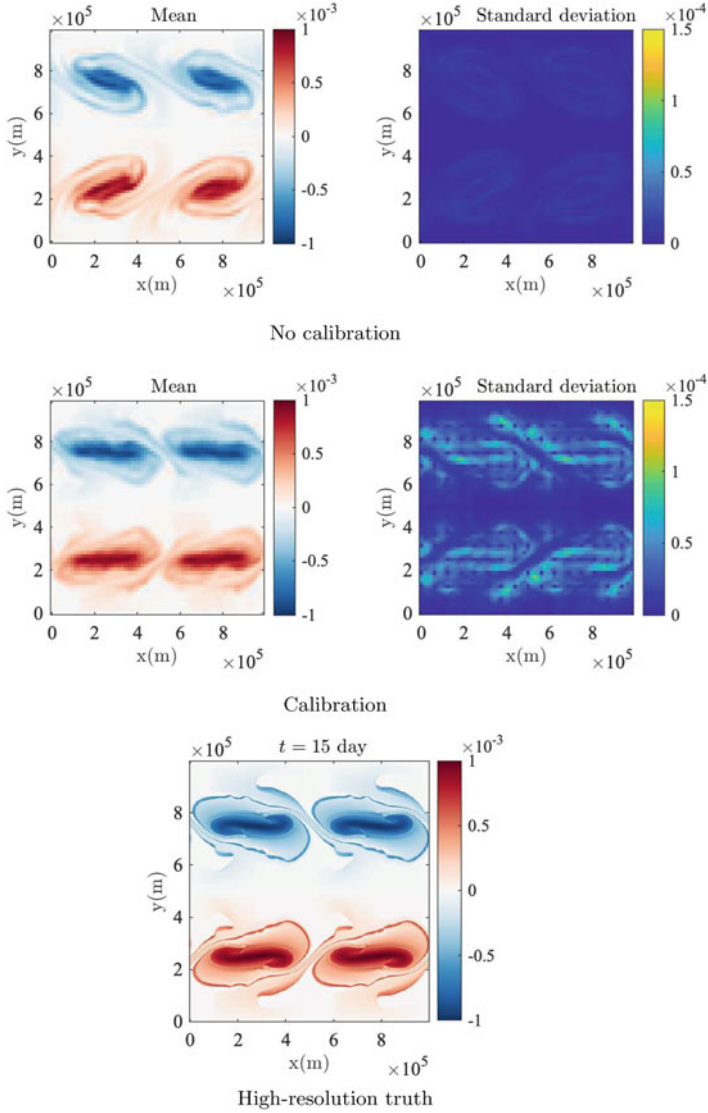 Mean
Standard deviation
×10⁵
×10⁻³
×10⁻⁴
8
6
4
2
0
y(m)
1
0.5
0
-0.5
-1
8
6
4
2
0
y(m)
1.5
1
0.5
0
0 2 4 6 8
x(m)
×10⁵
0 2 4 6 8
x(m)
×10⁵
No calibration
Mean
Standard deviation
×10⁵
×10⁻³
×10⁵
×10⁻⁴
8
6
4
2
0
y(m)
1
0.5
0
-0.5
-1
8
6
4
2
0
y(m)
1.5
1
0.5
0
0 2 4 6 8
x(m)
×10⁵
0 2 4 6 8
x(m)
×10⁵
Calibration
×10⁵
t = 15 day
×10⁻³
8
6
4
2
0
y(m)
1
0.5
0
-0.5
-1
0 2 4 6 8
x(m)
×10⁵
High-resolution truth